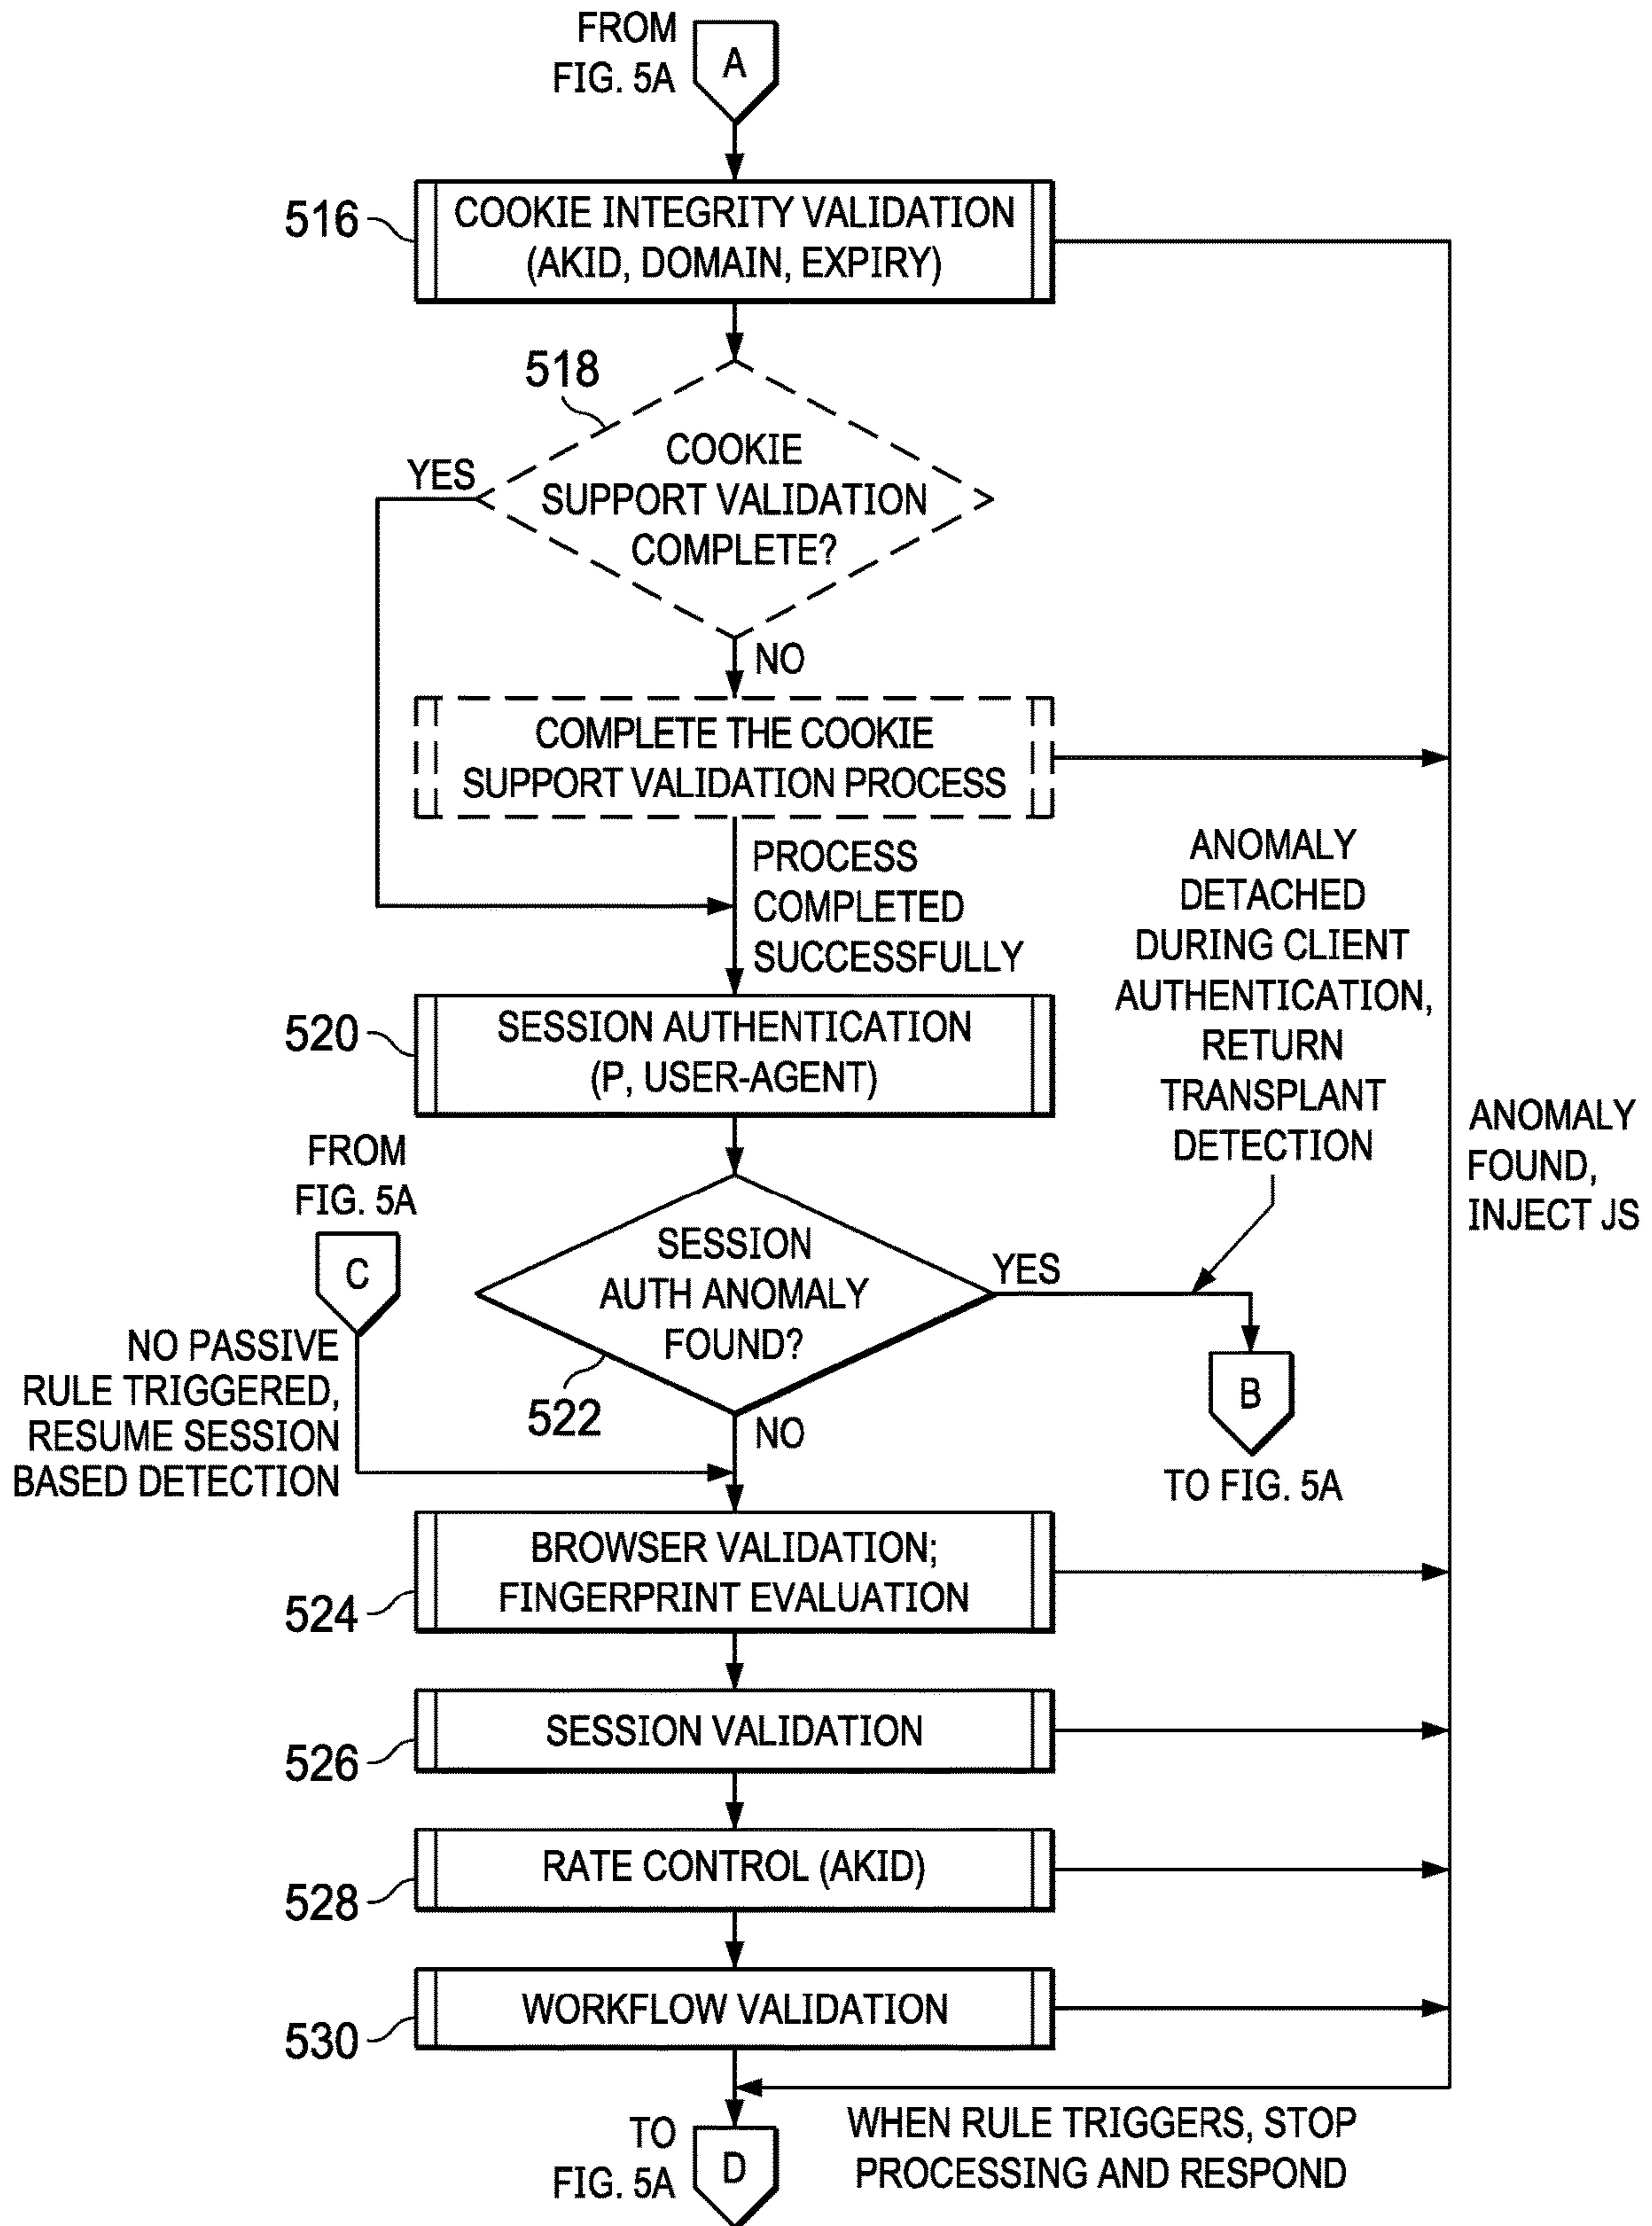 FROM
FIG. 5A
A
516
COOKIE INTEGRITY VALIDATION
(AKID, DOMAIN, EXPIRY)
518
YES
COOKIE
SUPPORT VALIDATION
COMPLETE?
NO
COMPLETE THE COOKIE
SUPPORT VALIDATION PROCESS
PROCESS
COMPLETED
SUCCESSFULLY
ANOMALY
DETACHED
DURING CLIENT
AUTHENTICATION,
RETURN
TRANSPLANT
DETECTION
ANOMALY
FOUND,
INJECT JS
520
SESSION AUTHENTICATION
(P, USER-AGENT)
FROM
FIG. 5A
C
NO PASSIVE
RULE TRIGGERED,
RESUME SESSION
BASED DETECTION
SESSION
AUTH ANOMALY
FOUND?
522
YES
B
TO FIG. 5A
NO
524
BROWSER VALIDATION;
FINGERPRINT EVALUATION
526
SESSION VALIDATION
528
RATE CONTROL (AKID)
530
WORKFLOW VALIDATION
TO
FIG. 5A
D
WHEN RULE TRIGGERS, STOP
PROCESSING AND RESPOND